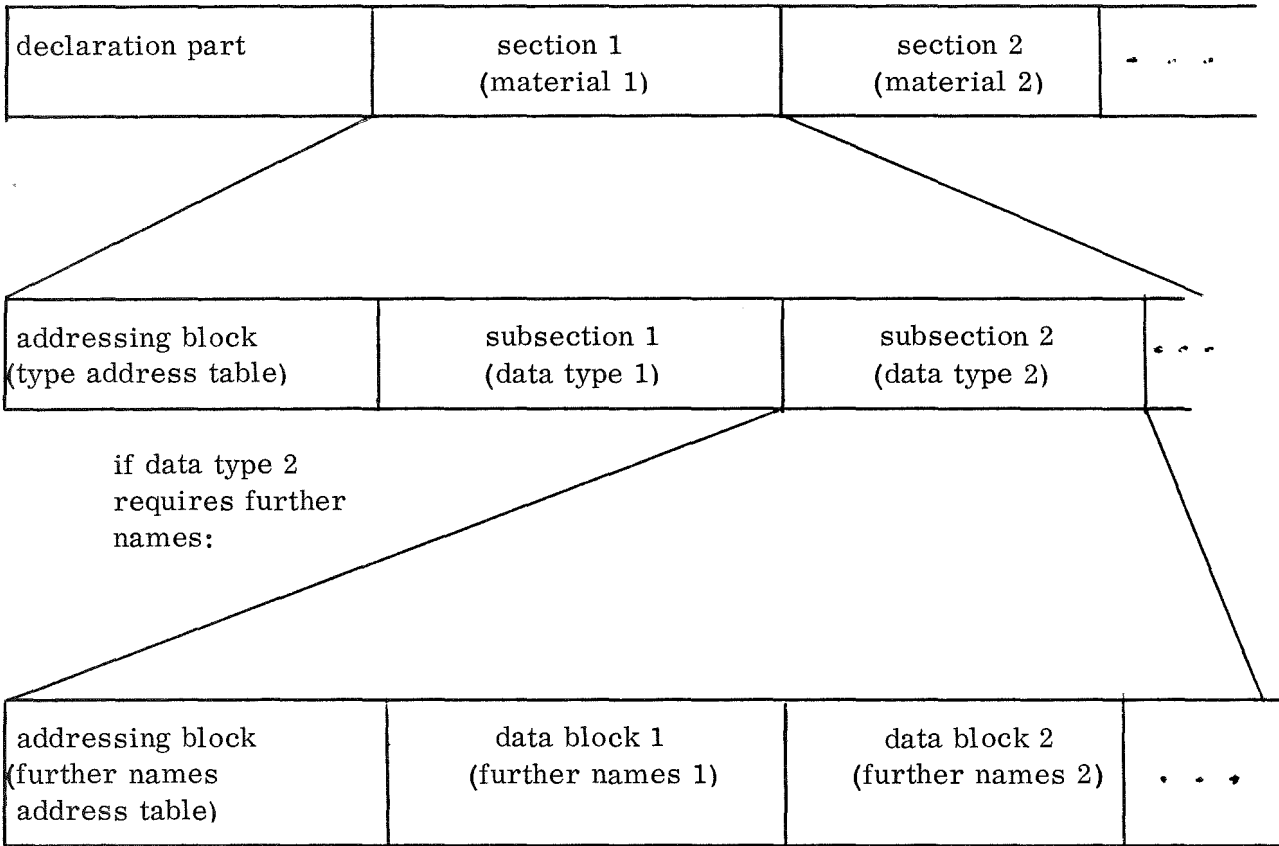 declaration part
section 1
(material 1)
section 2
(material 2)
. . .
addressing block
(type address table)
subsection 1
(data type 1)
subsection 2
(data type 2)
. . .
if data type 2
requires further
names:
addressing block
(further names
address table)
data block 1
(further names 1)
data block 2
(further names 2)
. . .